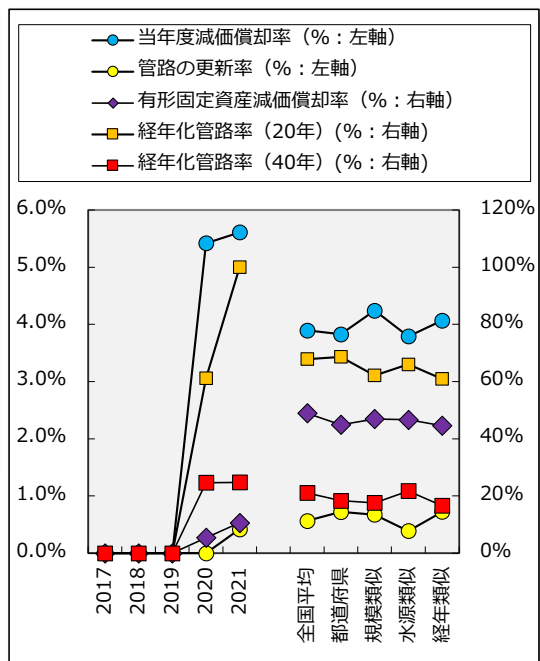 当年度減価償却率（%：左軸）
管路の更新率（%：左軸）
有形固定資産減価償却率（%：右軸）
経年化管路率（20年）(%：右軸)
経年化管路率（40年）(%：右軸)
6.0%
5.0%
4.0%
3.0%
2.0%
1.0%
0.0%
120%
100%
80%
60%
40%
20%
0%
2017
2018
2019
2020
2021
全国平均
都道府県
規模類似
水源類似
経年類似